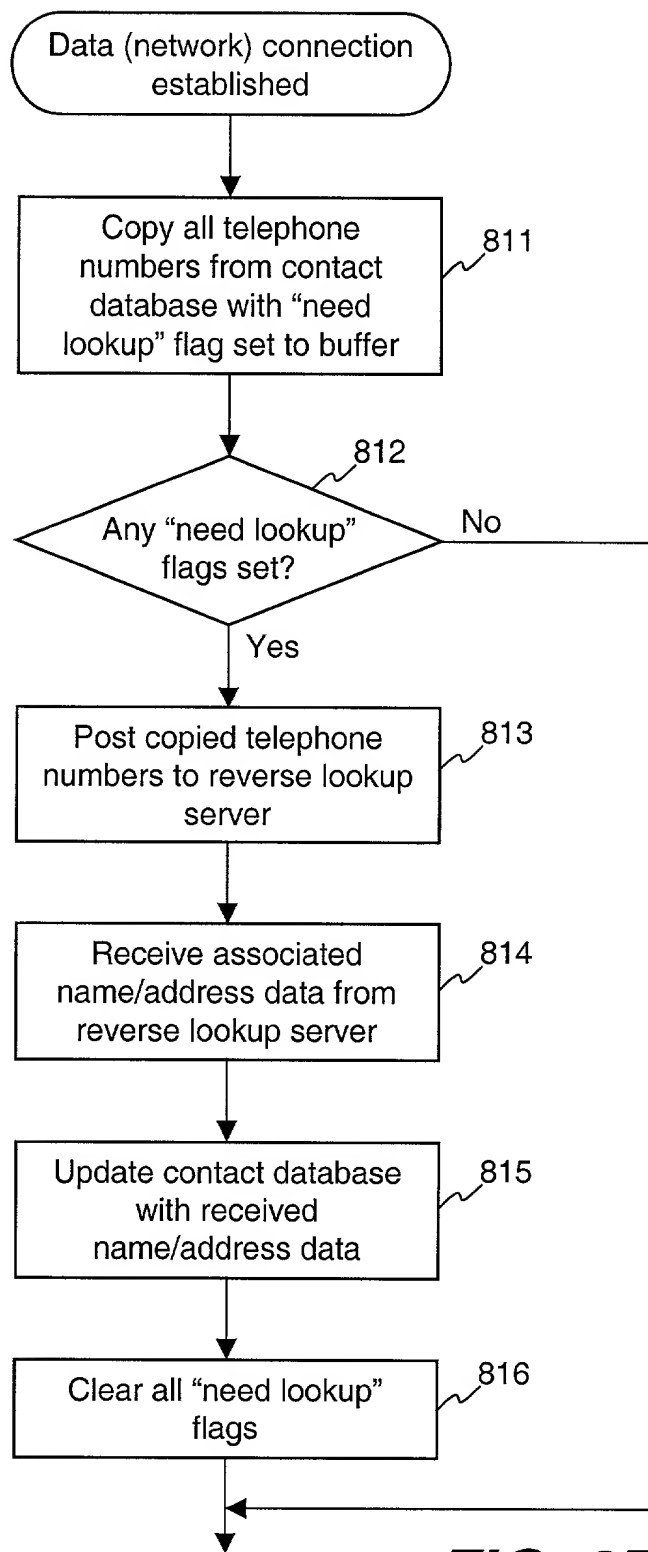 Data (network) connection
established
Copy all telephone
numbers from contact
database with “need
lookup” flag set to buffer
811
812
Any “need lookup”
flags set?
No
Yes
Post copied telephone
numbers to reverse lookup
server
813
Receive associated
name/address data from
reverse lookup server
814
Update contact database
with received
name/address data
815
Clear all “need lookup”
flags
816